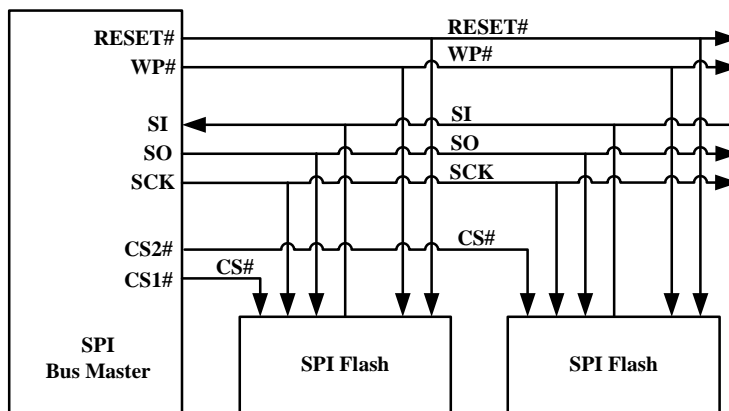 RESET#
RESET#
WP#
WP#
SI
SI
SO
SO
SCK
SCK
CS2#
CS#
CS1#
CS#
SPI
Bus Master
SPI Flash
SPI Flash